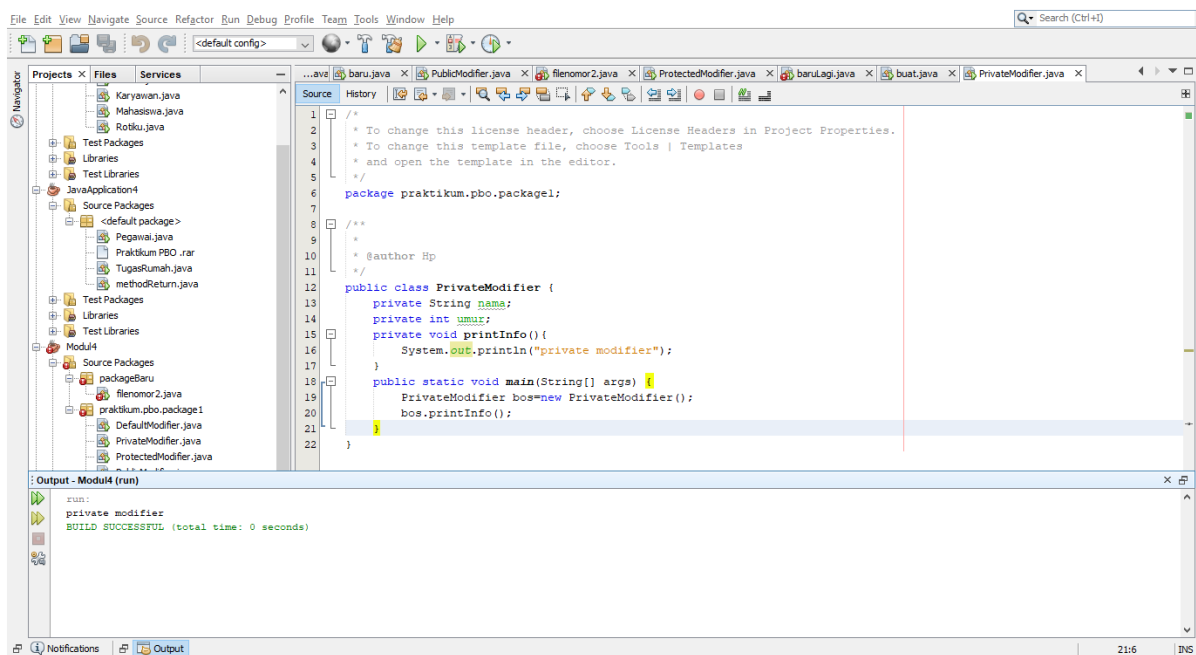 File Edit View Navigate Source Refactor Run Debug Profile Team Tools Window Help
Search (Ctrl+I)
<default config>
Projects Files Services
Navigator
Karyawan.java
Mahasiswa.java
Rotiku.java
Test Packages
Libraries
Test Libraries
JavaApplication4
Source Packages
<default package>
Pegawai.java
Praktikum PBO .rar
TugasRumah.java
methodReturn.java
Test Packages
Libraries
Test Libraries
Modul4
Source Packages
packageBaru
filenomor2.java
praktikum.pbo.package1
DefaultModifier.java
PrivateModifier.java
ProtectedModifier.java
...ava baru.java PublicModifier.java filenomor2.java ProtectedModifier.java baruLagi.java buat.java PrivateModifier.java
Source History
1 /*
2 * To change this license header, choose License Headers in Project Properties.
3 * To change this template file, choose Tools | Templates
4 * and open the template in the editor.
5 */
6 package praktikum.pbo.package1;
7
8 /**
9 *
10 * @author Hp
11 */
12 public class PrivateModifier {
13 private String nama;
14 private int umur;
15 private void printInfo(){
16 System.out.println("private modifier");
17 }
18 public static void main(String[] args) {
19 PrivateModifier bos=new PrivateModifier();
20 bos.printInfo();
21 }
22 }
Output - Modul4 (run)
run:
private modifier
BUILD SUCCESSFUL (total time: 0 seconds)
Notifications Output
21:6 INS